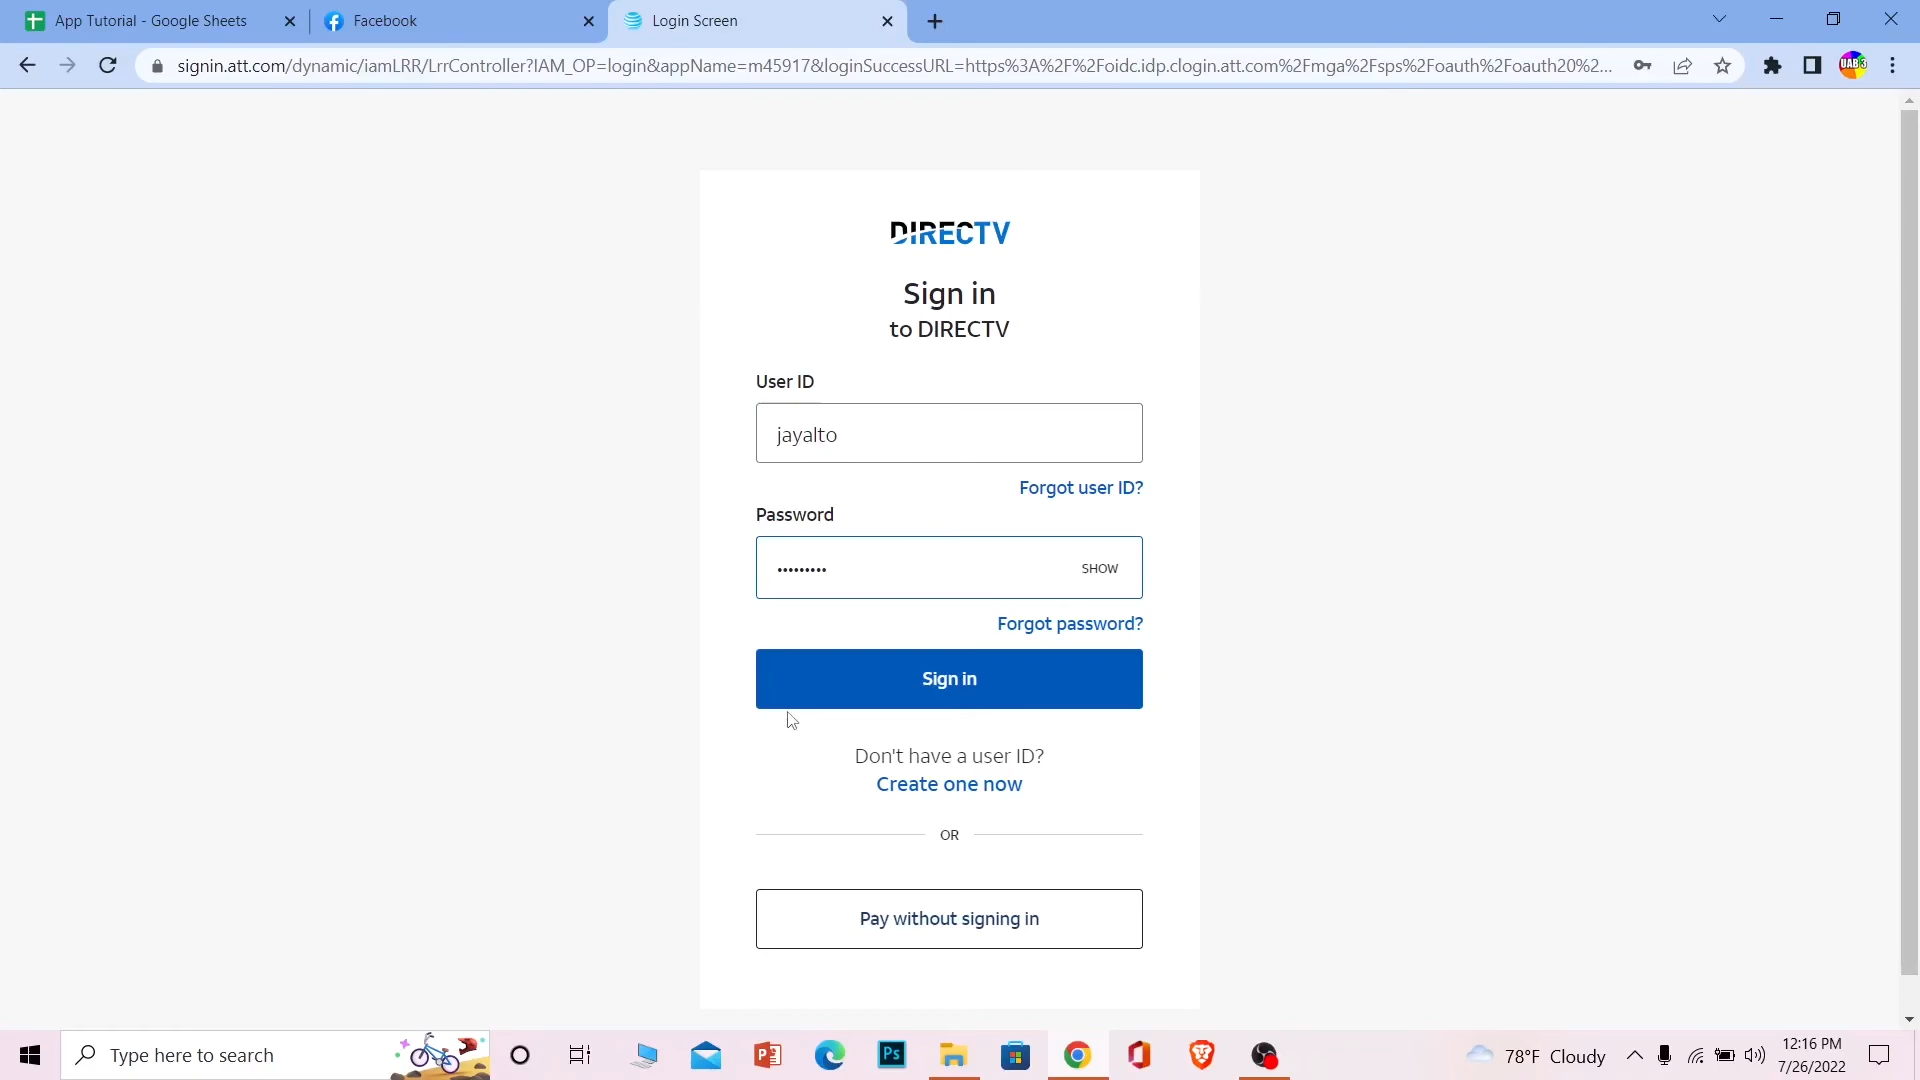 App Tutorial - Google Sheets
Facebook
Login Screen
signin.att.com/dynamic/iamLRR/LrrController?IAM_OP=login&appName=m45917&loginSuccessURL=https%3A%2F%2Foidc.idp.clogin.att.com%2Fmga%2Fsps%2Foauth%2Foauth20%2...
UAB 3
DIRECTV
Sign in
to DIRECTV
User ID
jayalto
Forgot user ID?
Password
•••••••••
SHOW
Forgot password?
Sign in
Don't have a user ID?
Create one now
OR
Pay without signing in
Type here to search
Ps
78°F Cloudy
12:16 PM
7/26/2022